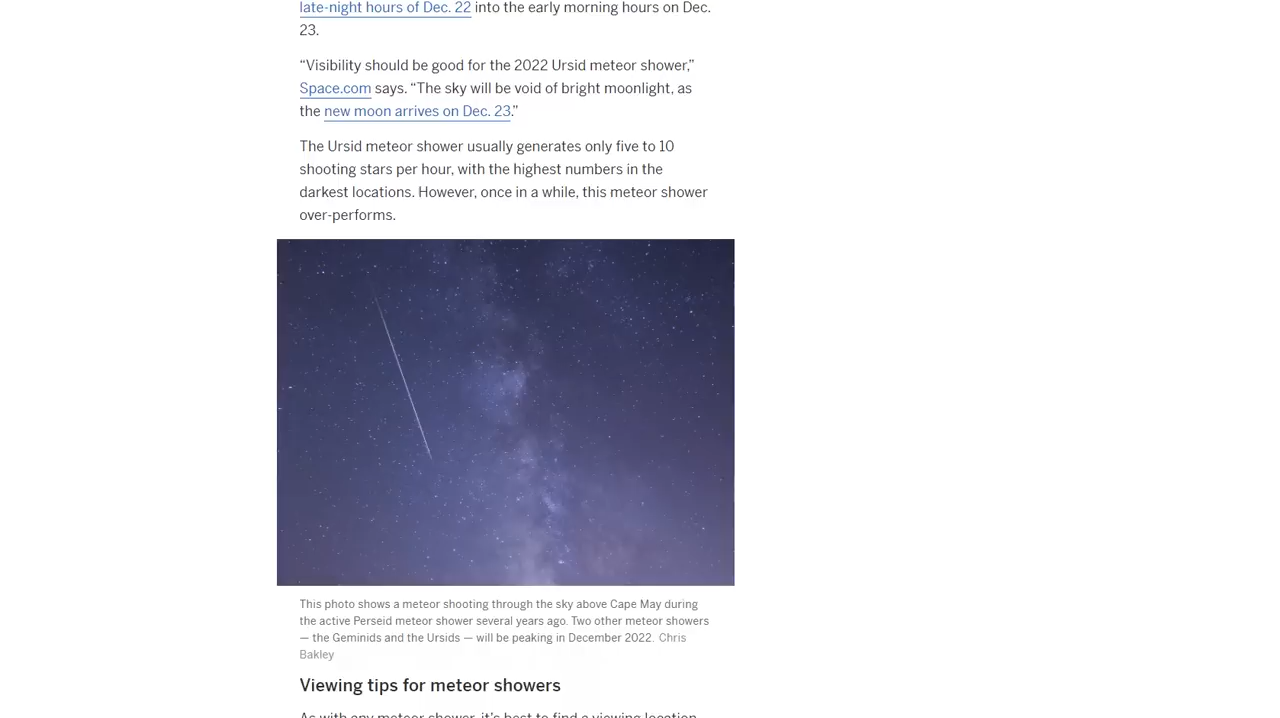 late-night hours of Dec. 22 into the early morning hours on Dec.
23.
“Visibility should be good for the 2022 Ursid meteor shower,”
Space.com says. “The sky will be void of bright moonlight, as
the new moon arrives on Dec. 23.”
The Ursid meteor shower usually generates only five to 10
shooting stars per hour, with the highest numbers in the
darkest locations. However, once in a while, this meteor shower
over-performs.
This photo shows a meteor shooting through the sky above Cape May during
the active Perseid meteor shower several years ago. Two other meteor showers
— the Geminids and the Ursids — will be peaking in December 2022. Chris
Bakley
Viewing tips for meteor showers
As with any meteor shower, it’s best to find a viewing location